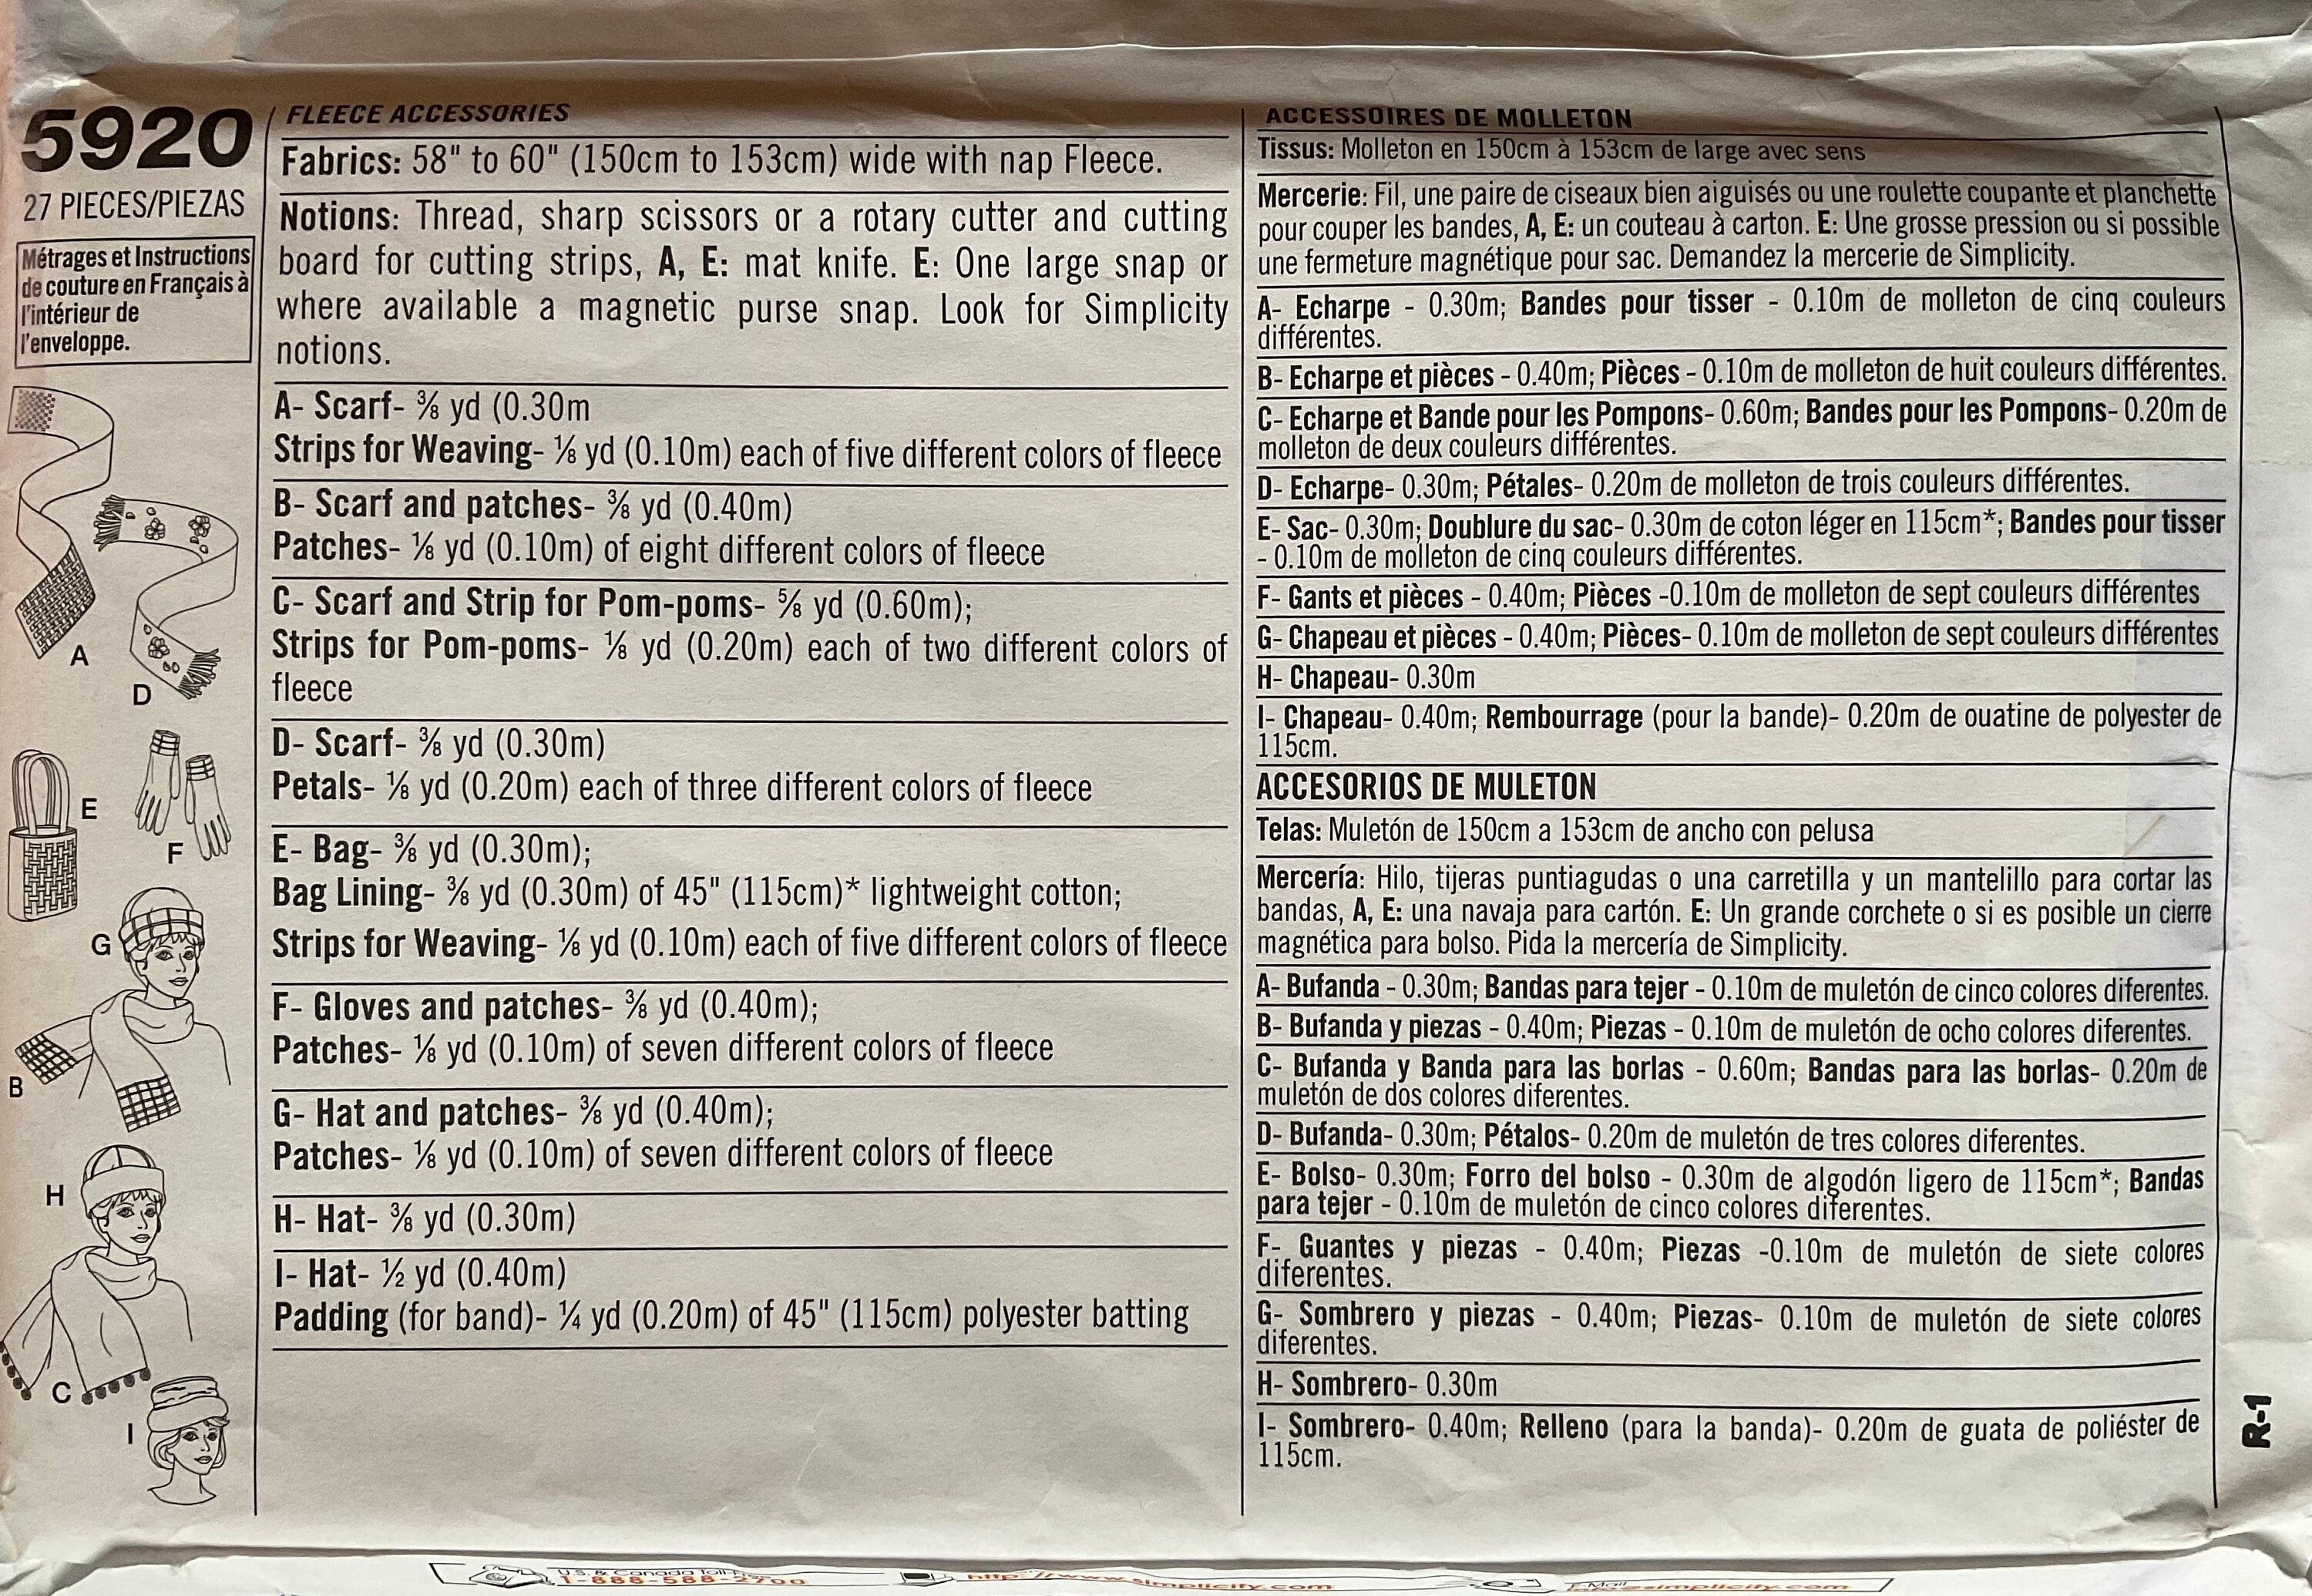 5920
27 PIECES/PIEZAS
Métrages et Instructions
de couture en Français à
l'intérieur de
l'enveloppe.
A
D
E
F
G
B
H
C
I
FLEECE ACCESSORIES
Fabrics: 58" to 60" (150cm to 153cm) wide with nap Fleece.
Notions: Thread, sharp scissors or a rotary cutter and cutting
board for cutting strips, A, E: mat knife. E: One large snap or
where available a magnetic purse snap. Look for Simplicity
notions.
A- Scarf- ⅜ yd (0.30m
Strips for Weaving- ⅛ yd (0.10m) each of five different colors of fleece
B- Scarf and patches- ⅜ yd (0.40m)
Patches- ⅛ yd (0.10m) of eight different colors of fleece
C- Scarf and Strip for Pom-poms- ⅝ yd (0.60m);
Strips for Pom-poms- ⅛ yd (0.20m) each of two different colors of
fleece
D- Scarf- ⅜ yd (0.30m)
Petals- ⅛ yd (0.20m) each of three different colors of fleece
E- Bag- ⅜ yd (0.30m);
Bag Lining- ⅜ yd (0.30m) of 45" (115cm)* lightweight cotton;
Strips for Weaving- ⅛ yd (0.10m) each of five different colors of fleece
F- Gloves and patches- ⅜ yd (0.40m);
Patches- ⅛ yd (0.10m) of seven different colors of fleece
G- Hat and patches- ⅜ yd (0.40m);
Patches- ⅛ yd (0.10m) of seven different colors of fleece
H- Hat- ⅜ yd (0.30m)
I- Hat- ½ yd (0.40m)
Padding (for band)- ¼ yd (0.20m) of 45" (115cm) polyester batting
ACCESSOIRES DE MOLLETON
Tissus: Molleton en 150cm à 153cm de large avec sens
Mercerie: Fil, une paire de ciseaux bien aiguisés ou une roulette coupante et planchette
pour couper les bandes, A, E: un couteau à carton. E: Une grosse pression ou si possible
une fermeture magnétique pour sac. Demandez la mercerie de Simplicity.
A- Echarpe - 0.30m; Bandes pour tisser - 0.10m de molleton de cinq couleurs
différentes.
B- Echarpe et pièces - 0.40m; Pièces - 0.10m de molleton de huit couleurs différentes.
C- Echarpe et Bande pour les Pompons- 0.60m; Bandes pour les Pompons- 0.20m de
molleton de deux couleurs différentes.
D- Echarpe- 0.30m; Pétales- 0.20m de molleton de trois couleurs différentes.
E- Sac- 0.30m; Doublure du sac- 0.30m de coton léger en 115cm*; Bandes pour tisser
- 0.10m de molleton de cinq couleurs différentes.
F- Gants et pièces - 0.40m; Pièces -0.10m de molleton de sept couleurs différentes
G- Chapeau et pièces - 0.40m; Pièces- 0.10m de molleton de sept couleurs différentes
H- Chapeau- 0.30m
I- Chapeau- 0.40m; Rembourrage (pour la bande)- 0.20m de ouatine de polyester de
115cm.
ACCESORIOS DE MULETON
Telas: Muletón de 150cm a 153cm de ancho con pelusa
Mercería: Hilo, tijeras puntiagudas o una carretilla y un mantelillo para cortar las
bandas, A, E: una navaja para cartón. E: Un grande corchete o si es posible un cierre
magnética para bolso. Pida la mercería de Simplicity.
A- Bufanda - 0.30m; Bandas para tejer - 0.10m de muletón de cinco colores diferentes.
B- Bufanda y piezas - 0.40m; Piezas - 0.10m de muletón de ocho colores diferentes.
C- Bufanda y Banda para las borlas - 0.60m; Bandas para las borlas- 0.20m de
muletón de dos colores diferentes.
D- Bufanda- 0.30m; Pétalos- 0.20m de muletón de tres colores diferentes.
E- Bolso- 0.30m; Forro del bolso - 0.30m de algodón ligero de 115cm*; Bandas
para tejer - 0.10m de muletón de cinco colores diferentes.
F- Guantes y piezas - 0.40m; Piezas -0.10m de muletón de siete colores
diferentes.
G- Sombrero y piezas - 0.40m; Piezas- 0.10m de muletón de siete colores
diferentes.
H- Sombrero- 0.30m
I- Sombrero- 0.40m; Relleno (para la banda)- 0.20m de guata de poliéster de
115cm.
R-1
U.S. & Canada Toll
1-888-588-2700
http://www.simplicity.com
E-Mail
info@simplicity.com